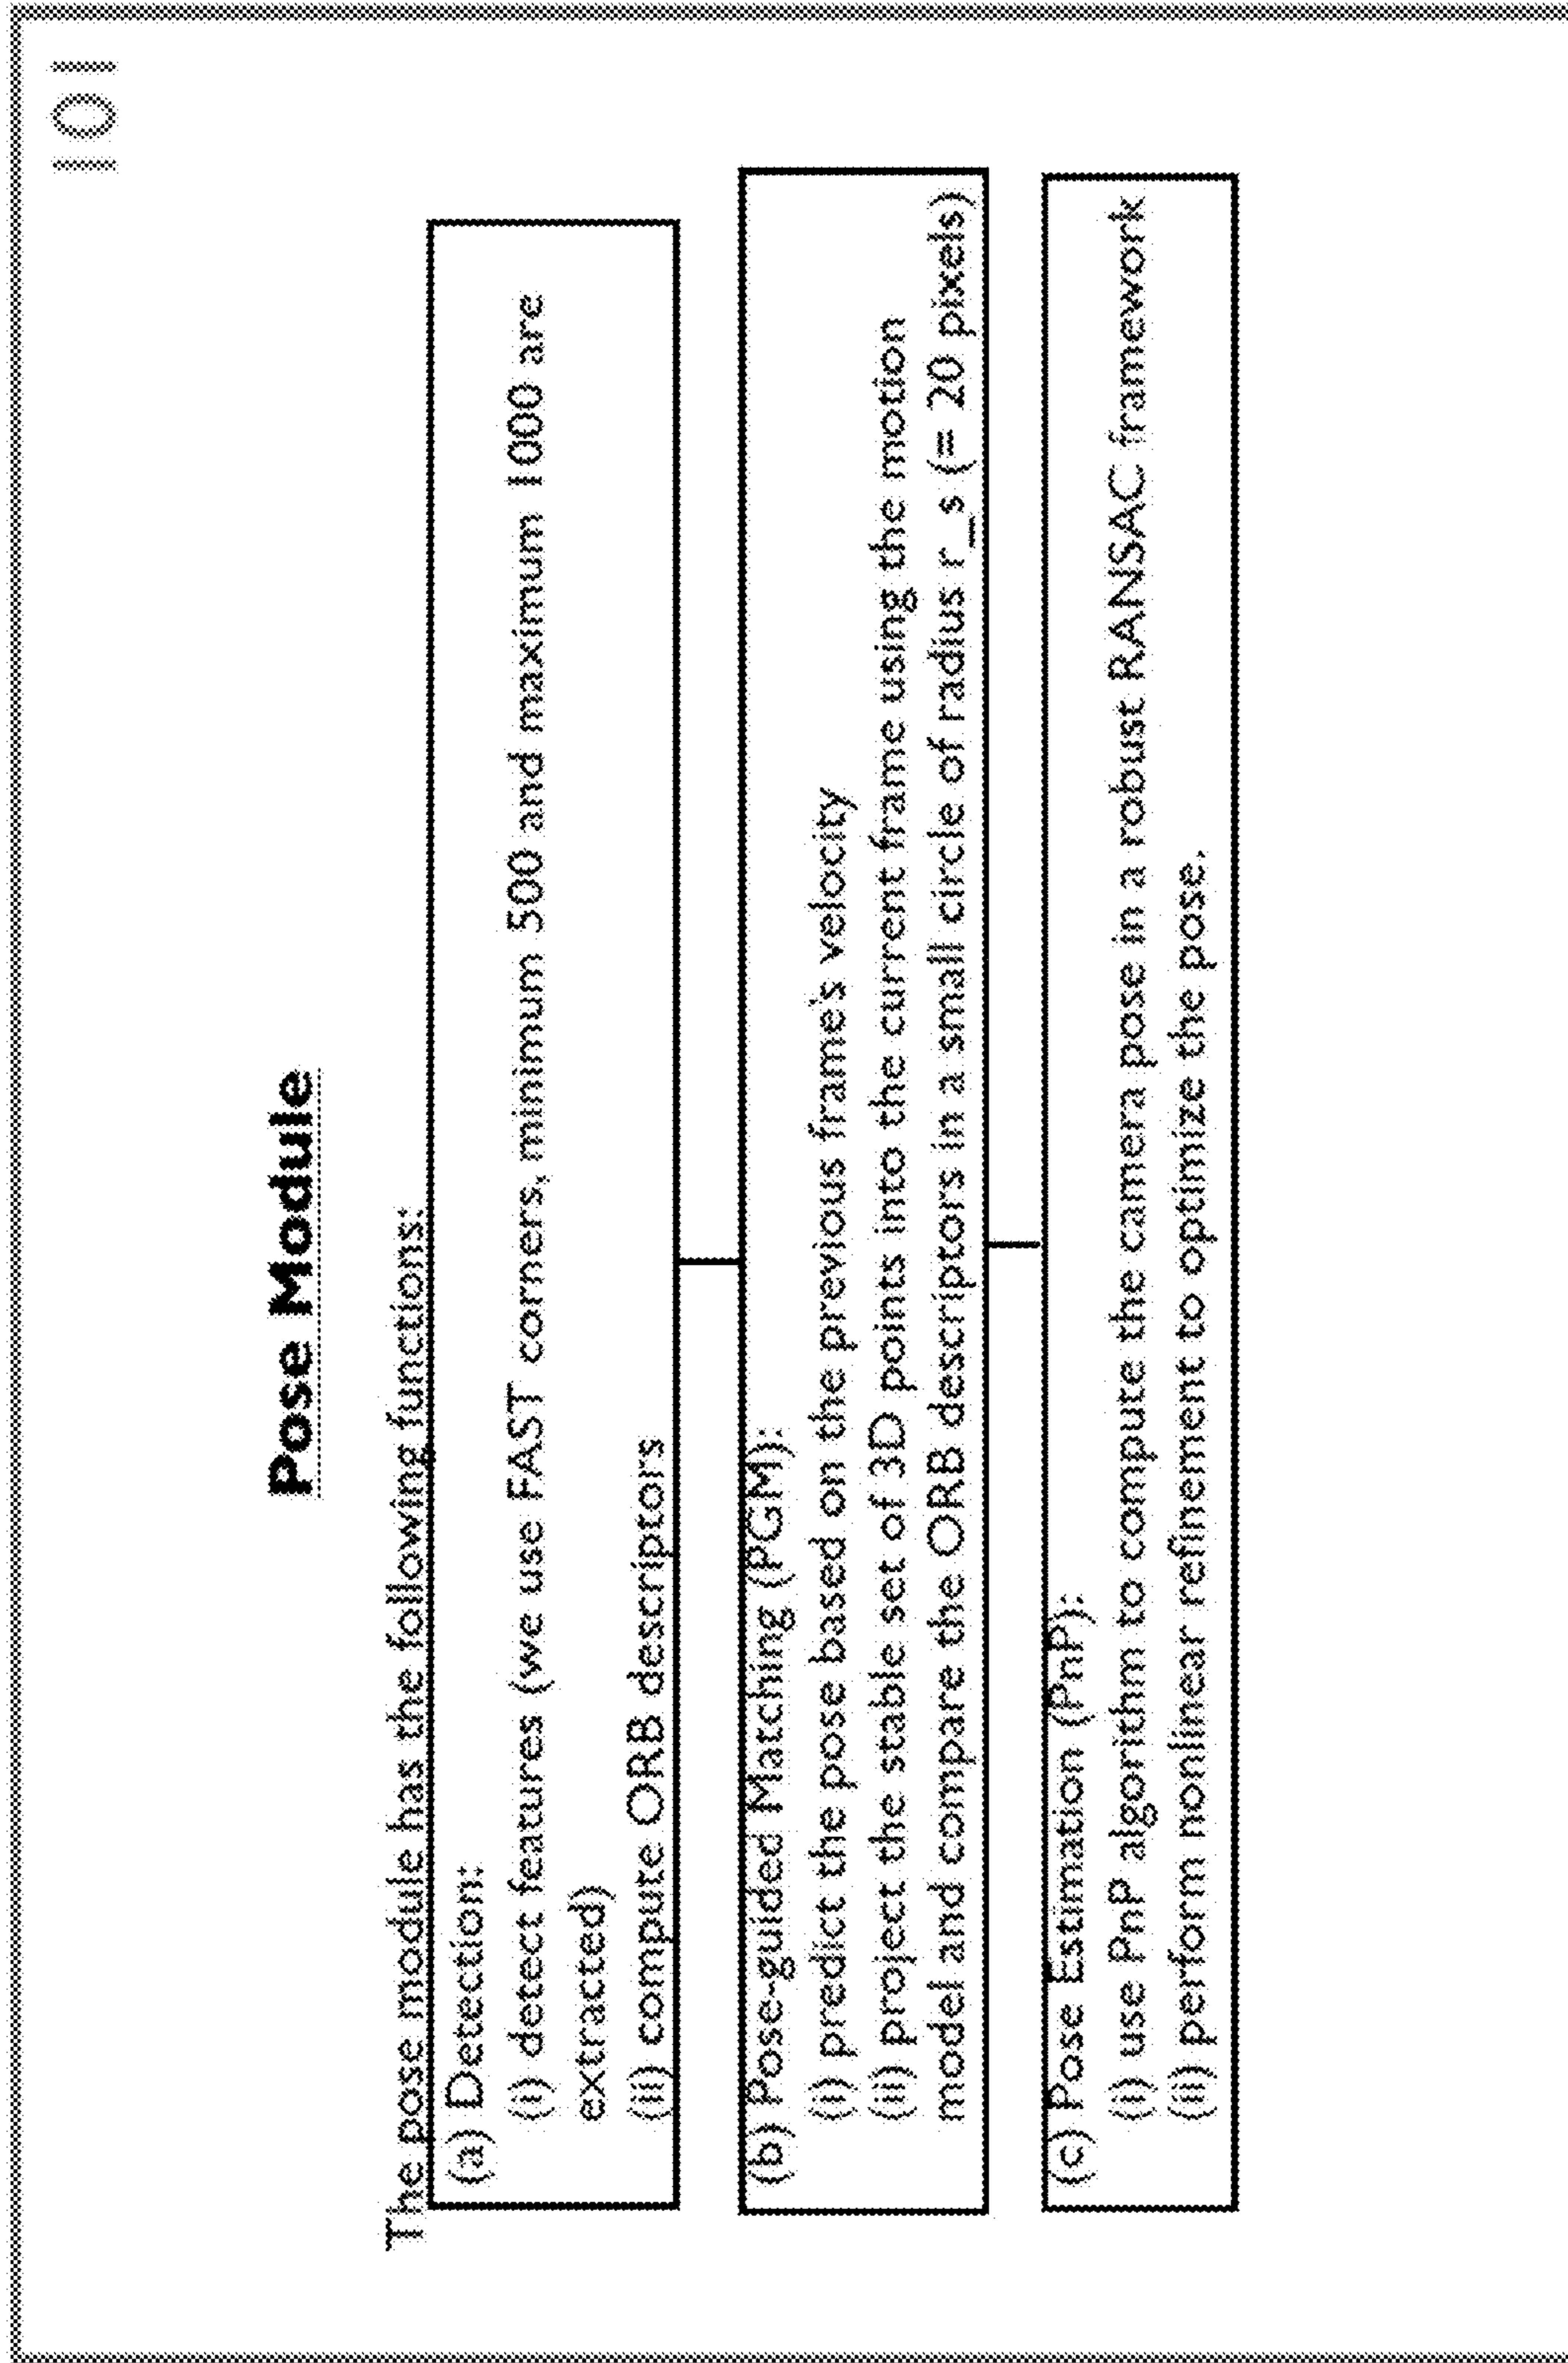 101
Pose Module
The pose module has the following functions:
(a) Detection:
(i) detect features (we use FAST corners, minimum 500 and maximum 1000 are
extracted)
(ii) compute ORB descriptors
(b) Pose-guided Matching (PGM):
(i) predict the pose based on the previous frame's velocity
(ii) project the stable set of 3D points into the current frame using the motion
model and compare the ORB descriptors in a small circle of radius r_s (= 20 pixels)
(c) Pose Estimation (PnP):
(i) use PnP algorithm to compute the camera pose in a robust RANSAC framework
(ii) perform nonlinear refinement to optimize the pose.